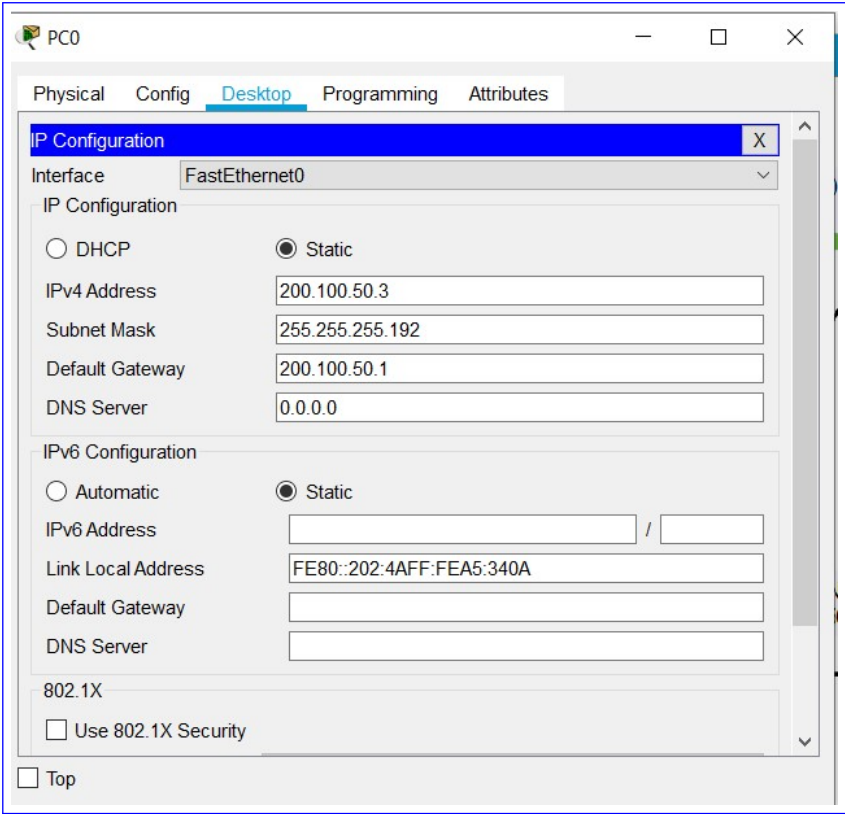 PC0
Physical Config Desktop Programming Attributes
IP Configuration X
Interface FastEthernet0
IP Configuration
DHCP Static
IPv4 Address 200.100.50.3
Subnet Mask 255.255.255.192
Default Gateway 200.100.50.1
DNS Server 0.0.0.0
IPv6 Configuration
Automatic Static
IPv6 Address /
Link Local Address FE80::202:4AFF:FEA5:340A
Default Gateway
DNS Server
802.1X
Use 802.1X Security
Top